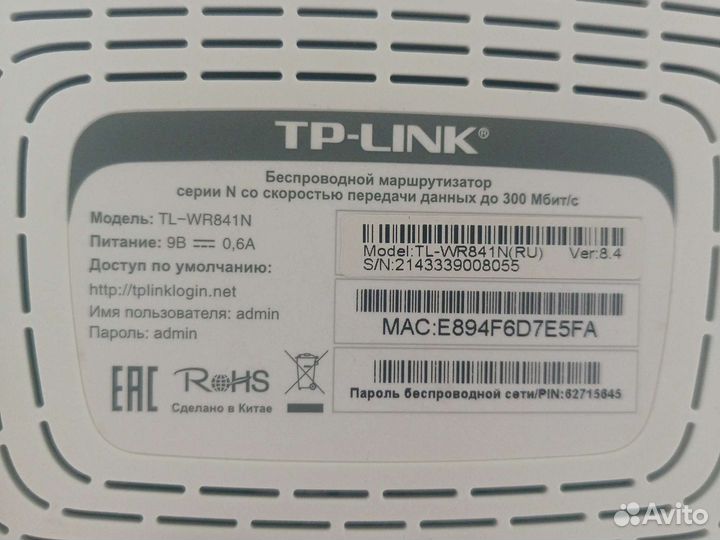 TP-LINK®
Беспроводной маршрутизатор
серии N со скоростью передачи данных до 300 Мбит/с
Модель: TL-WR841N
Питание: 9В ⎓ 0,6А
Доступ по умолчанию:
http://tplinklogin.net
Имя пользователя: admin
Пароль: admin
Model:TL-WR841N(RU) Ver:8.4
S/N:2143339008055
MAC:E894F6D7E5FA
Пароль беспроводной сети/PIN:62715645
EAC RoHS
Сделано в Китае
Avito